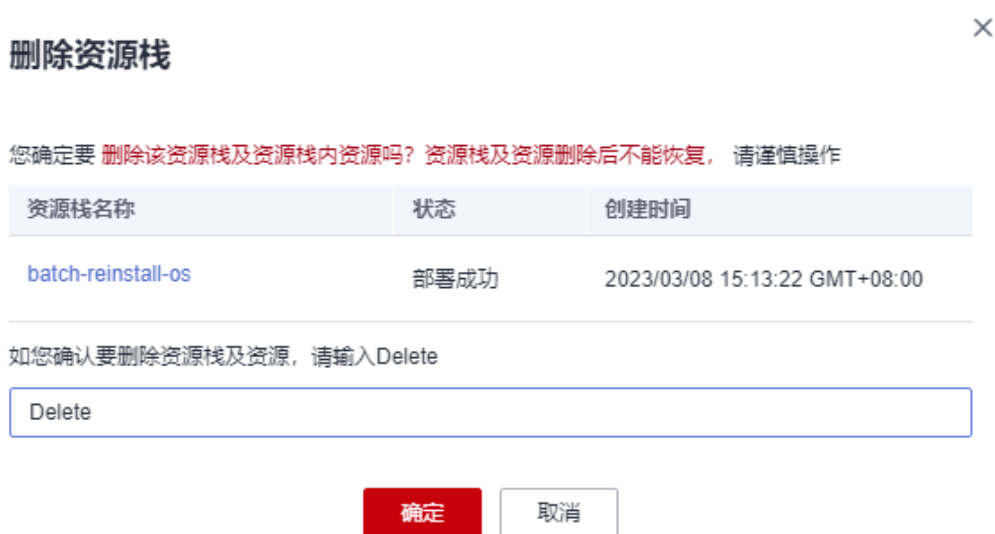 删除资源栈
您确定要 删除该资源栈及资源栈内资源吗？资源栈及资源删除后不能恢复， 请谨慎操作
资源栈名称 状态 创建时间
batch-reinstall-os 部署成功 2023/03/08 15:13:22 GMT+08:00
如您确认要删除资源栈及资源，请输入Delete
Delete
确定 取消